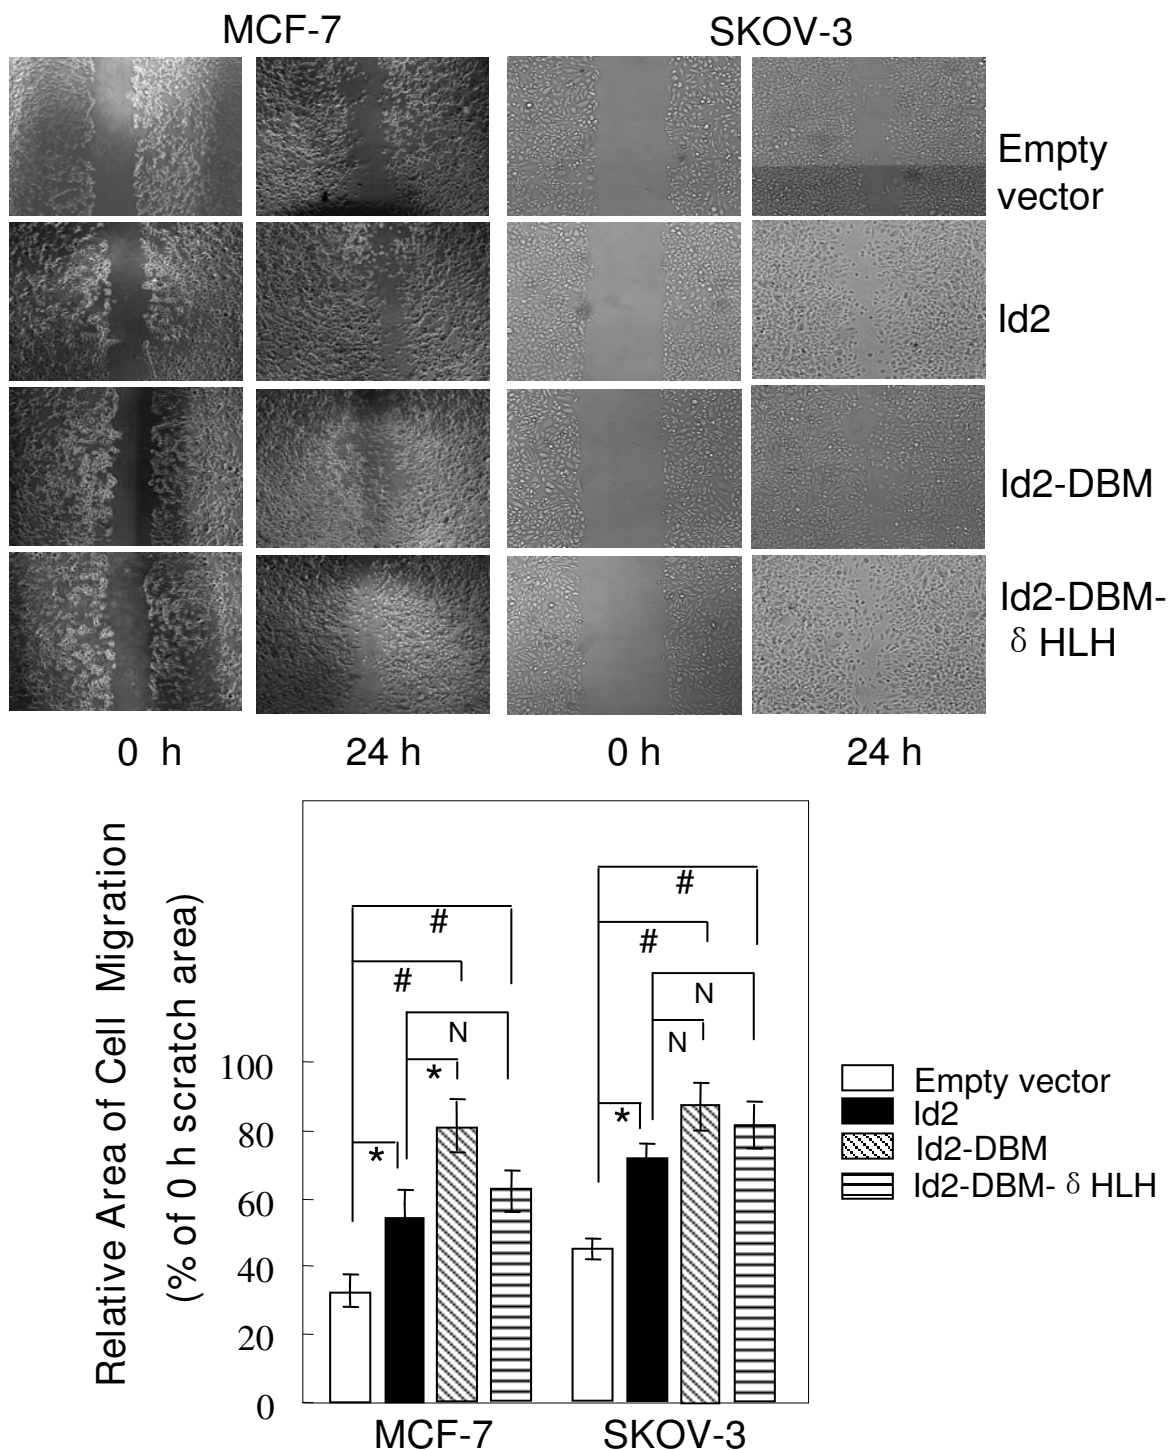 MCF-7
SKOV-3
Empty
vector
Id2
Id2-DBM
Id2-DBM-
δ HLH
0 h
24 h
0 h
24 h
Relative Area of Cell Migration
(% of 0 h scratch area)
100
80
60
40
20
0
#
#
N
*
*
#
#
N
N
*
MCF-7
SKOV-3
Empty vector
Id2
Id2-DBM
Id2-DBM- δ HLH